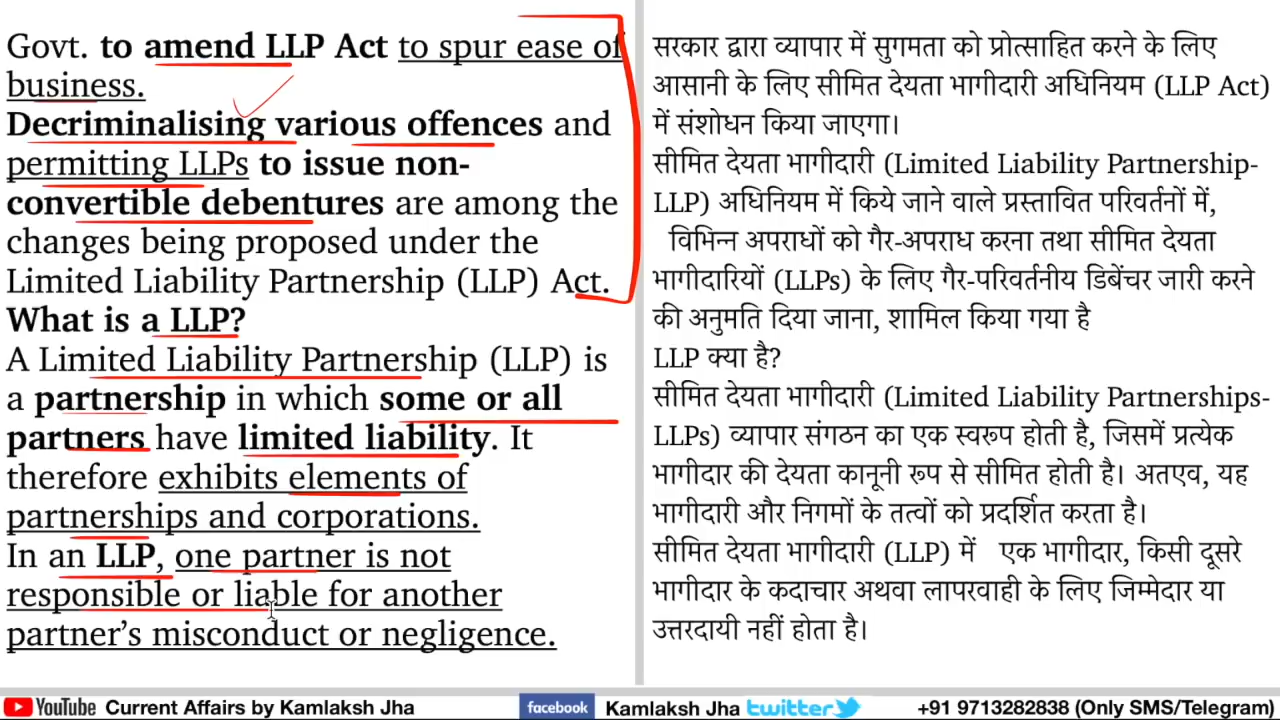 Govt. to amend LLP Act to spur ease of
business.
Decriminalising various offences and
permitting LLPs to issue non-
convertible debentures are among the
changes being proposed under the
Limited Liability Partnership (LLP) Act.
What is a LLP?
A Limited Liability Partnership (LLP) is
a partnership in which some or all
partners have limited liability. It
therefore exhibits elements of
partnerships and corporations.
In an LLP, one partner is not
responsible or liable for another
partner’s misconduct or negligence.
सरकार द्वारा व्यापार में सुगमता को प्रोत्साहित करने के लिए
आसानी के लिए सीमित देयता भागीदारी अधिनियम (LLP Act)
में संशोधन किया जाएगा।
सीमित देयता भागीदारी (Limited Liability Partnership-
LLP) अधिनियम में किये जाने वाले प्रस्तावित परिवर्तनों में,
विभिन्न अपराधों को गैर-अपराध करना तथा सीमित देयता
भागीदारियों (LLPs) के लिए गैर-परिवर्तनीय डिबेंचर जारी करने
की अनुमति दिया जाना, शामिल किया गया है
LLP क्या है?
सीमित देयता भागीदारी (Limited Liability Partnerships-
LLPs) व्यापार संगठन का एक स्वरूप होती है, जिसमें प्रत्येक
भागीदार की देयता कानूनी रूप से सीमित होती है। अतएव, यह
भागीदारी और निगमों के तत्वों को प्रदर्शित करता है।
सीमित देयता भागीदारी (LLP) में एक भागीदार, किसी दूसरे
भागीदार के कदाचार अथवा लापरवाही के लिए जिम्मेदार या
उत्तरदायी नहीं होता है।
YouTube Current Affairs by Kamlaksh Jha facebook Kamlaksh Jha twitter +91 9713282838 (Only SMS/Telegram)